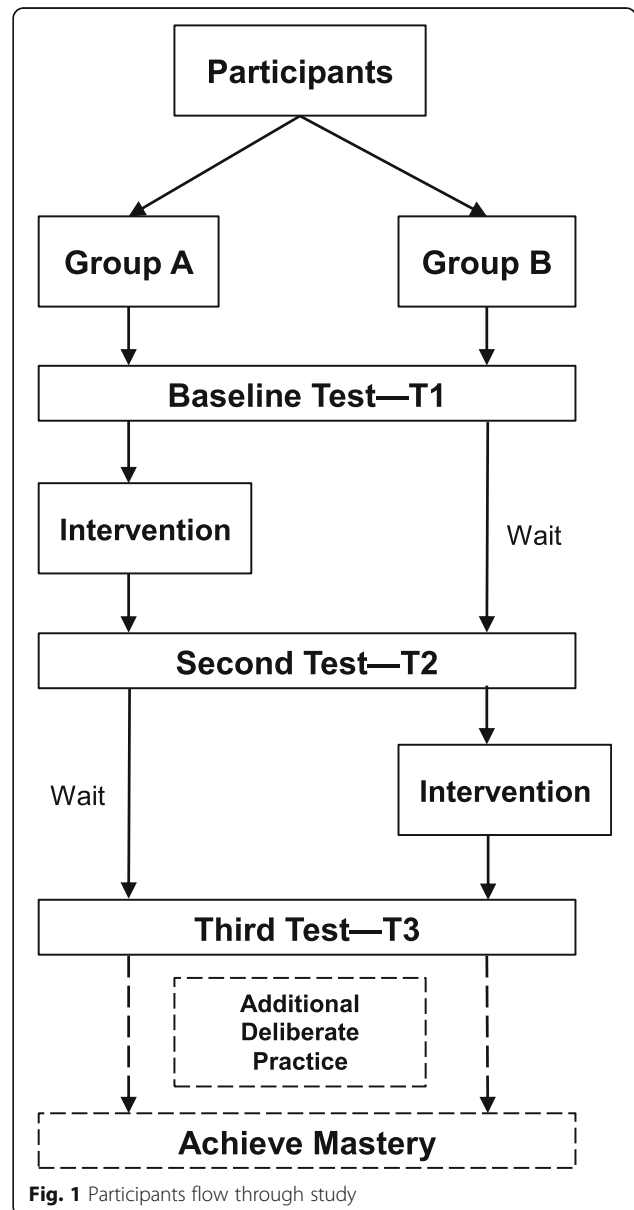 Participants
Group A
Group B
Baseline Test—T1
Intervention
Wait
Second Test—T2
Wait
Intervention
Third Test—T3
Additional
Deliberate
Practice
Achieve Mastery
Fig. 1 Participants flow through study